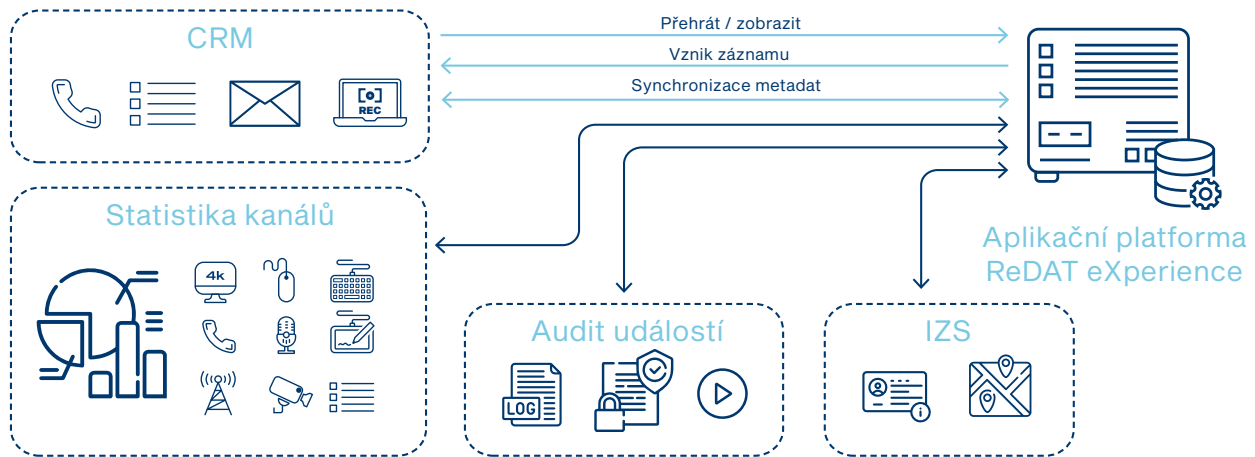 CRM
REC
Přehrát / zobrazit
Vznik záznamu
Synchronizace metadat
Aplikační platforma
ReDAT eXperience
Statistika kanálů
4k
Audit událostí
LOG
IZS